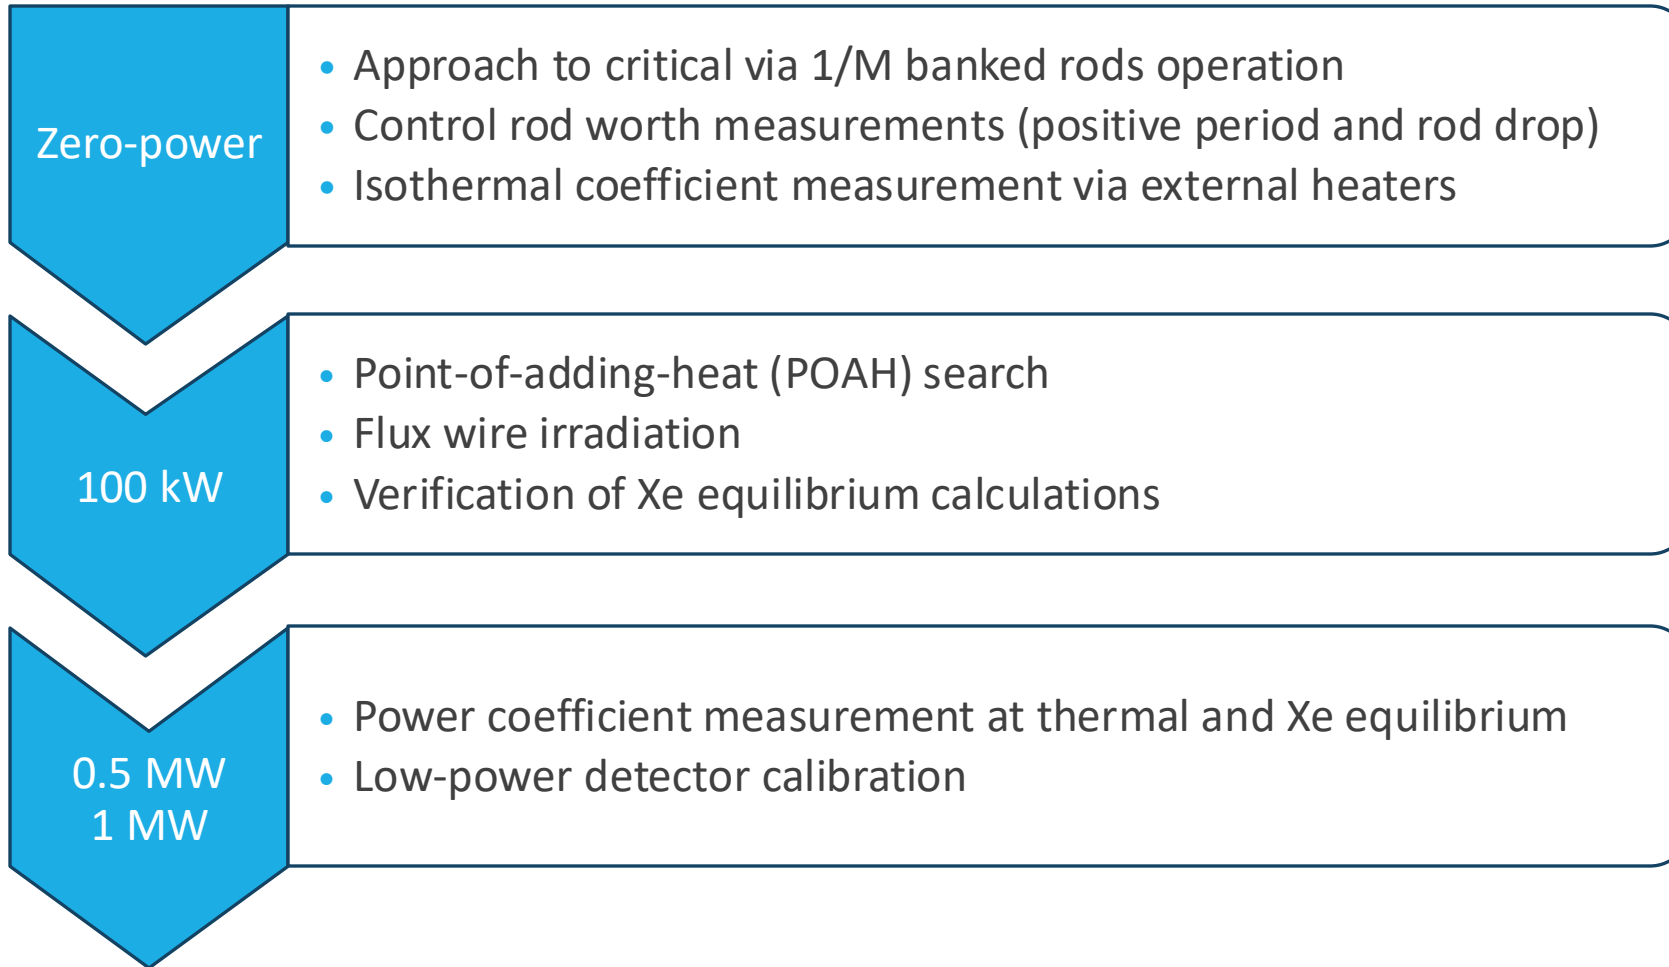 Zero-power
• Approach to critical via 1/M banked rods operation
• Control rod worth measurements (positive period and rod drop)
• Isothermal coefficient measurement via external heaters
100 kW
• Point-of-adding-heat (POAH) search
• Flux wire irradiation
• Verification of Xe equilibrium calculations
0.5 MW
1 MW
• Power coefficient measurement at thermal and Xe equilibrium
• Low-power detector calibration